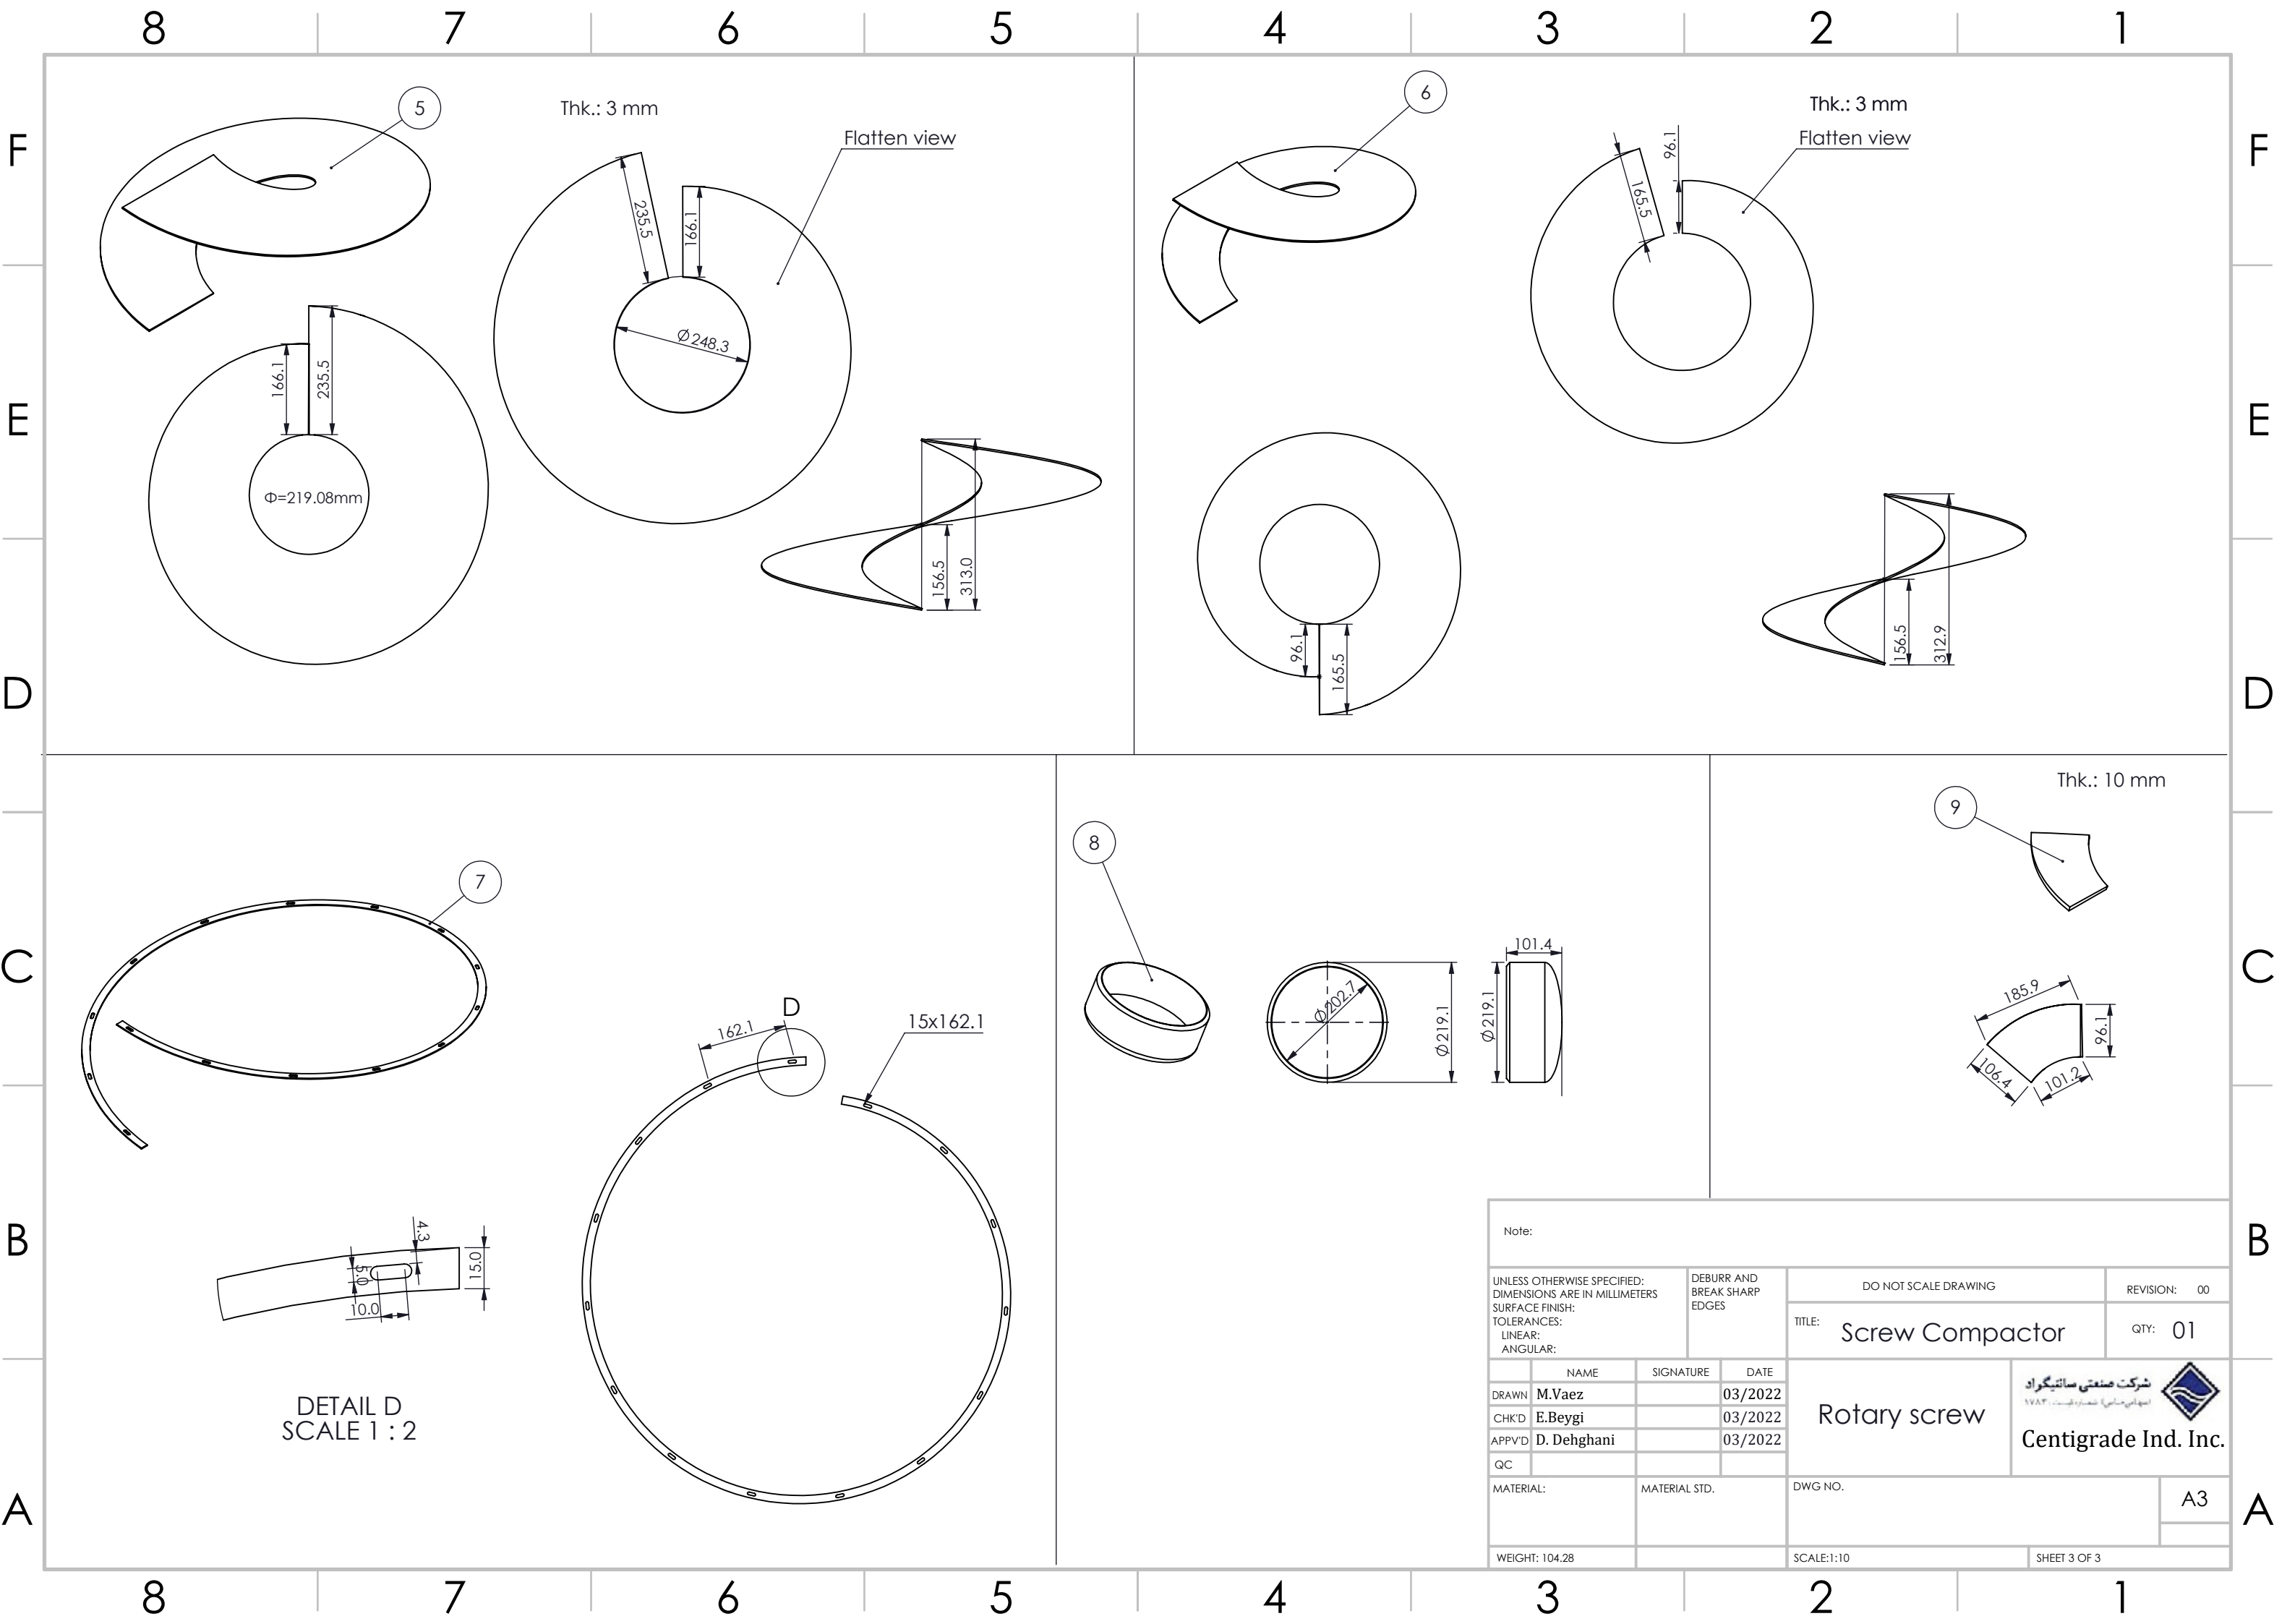 8 7 6 5 4 3 2 1
F
F
E
E
D
D
C
C
B
B
A
A
5
Thk.: 3 mm
Flatten view
235.5
166.1
Ø248.3
166.1
235.5
Φ=219.08mm
156.5
313.0
6
Thk.: 3 mm
Flatten view
165.5
96.1
96.1
165.5
156.5
312.9
7
D
162.1
15x162.1
4.3
5.0
15.0
10.0
DETAIL D
SCALE 1 : 2
8
Ø202.7
Ø219.1
Ø219.1
101.4
Thk.: 10 mm
9
185.9
96.1
106.4
101.2
Note:
UNLESS OTHERWISE SPECIFIED:
DIMENSIONS ARE IN MILLIMETERS
SURFACE FINISH:
TOLERANCES:
LINEAR:
ANGULAR:
DEBURR AND
BREAK SHARP
EDGES
DO NOT SCALE DRAWING
REVISION: 00
TITLE: Screw Compactor
QTY: 01
NAME SIGNATURE DATE
DRAWN M.Vaez 03/2022
CHK'D E.Beygi 03/2022
APPV'D D. Dehghani 03/2022
QC
Rotary screw
شرکت صنعتی سانتیگراد
Centigrade Ind. Inc.
MATERIAL:
MATERIAL STD.
DWG NO.
A3
WEIGHT: 104.28
SCALE:1:10
SHEET 3 OF 3
8 7 6 5 4 3 2 1